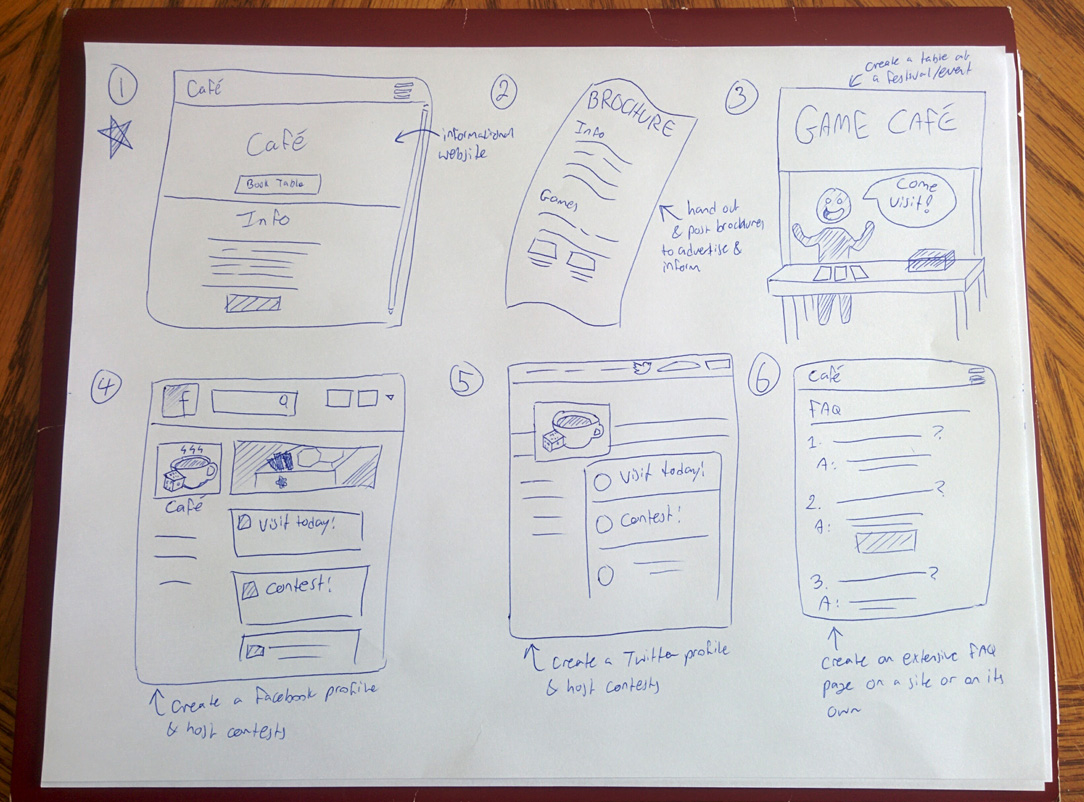 1
Café
Café
Book Table
Info
informational
website
2
BROCHURE
Info
Games
hand out
& post brochures
to advertise &
inform
3
create a table at
a festival/event
GAME CAFÉ
Come
visit!
4
f
Café
visit today!
contest!
Create a Facebook profile
& host contests
5
visit today!
contest!
Create a Twitter profile
& host contests
6
Café
FAQ
1. ?
A:
2. ?
A:
3. ?
A:
Create an extensive FAQ
page on a site or on its
own